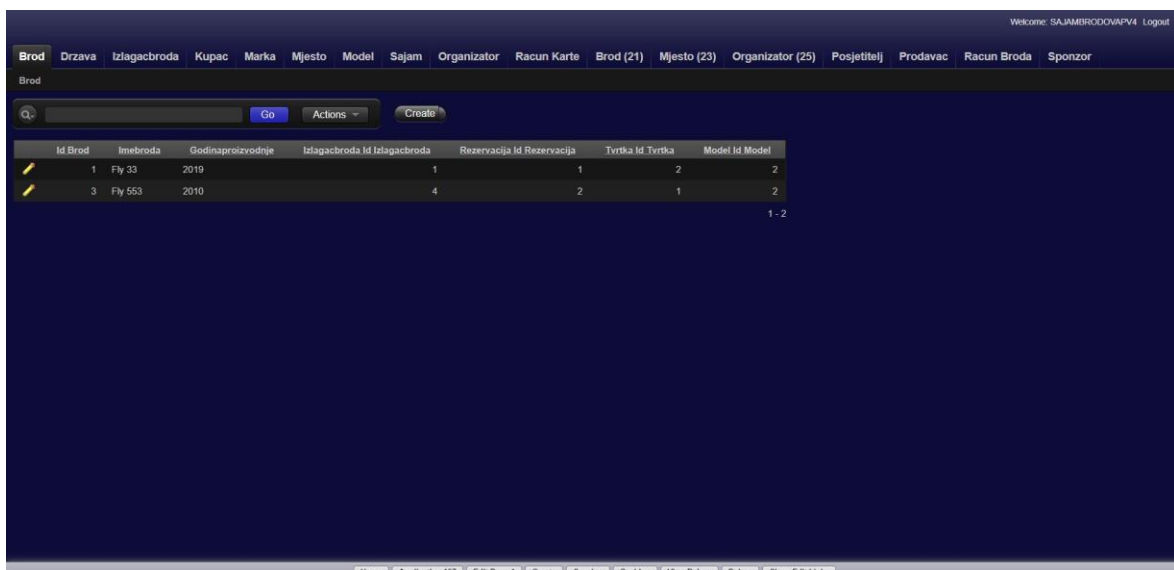 Welcome: SAJAMBRODOVAPV4 Logout
Brod Drzava Izlagacbroda Kupac Marka Mjesto Model Sajam Organizator Racun Karte Brod (21) Mjesto (23) Organizator (25) Posjetitelj Prodavac Racun Broda Sponzor
Brod
Go Actions Create
Id Brod Imebroda Godinaproizvodnje Izlagacbroda Id Izlagacbroda Rezervacija Id Rezervacija Tvrtka Id Tvrtka Model Id Model
1 Fly 33 2019 1 1 2 2
3 Fly 553 2010 4 2 1 2
1 - 2